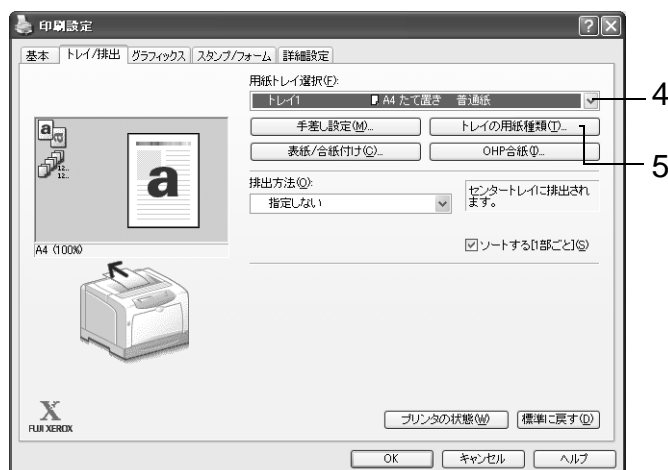 印刷設定
基本 トレイ/排出 グラフィックス スタンプ/フォーム 詳細設定
用紙トレイ選択(F):
トレイ1 A4 たて置き 普通紙
4
手差し設定(M)... トレイの用紙種類(T)...
5
表紙/合紙付け(C)... OHP合紙(I)...
排出方法(O):
指定しない
センタートレイに排出され
ます。
ソートする[1部ごと](S)
a
a
12..
12..
a
A4 (100%)
X
FUJI XEROX
プリンタの状態(W) 標準に戻す(D)
OK キャンセル ヘルプ